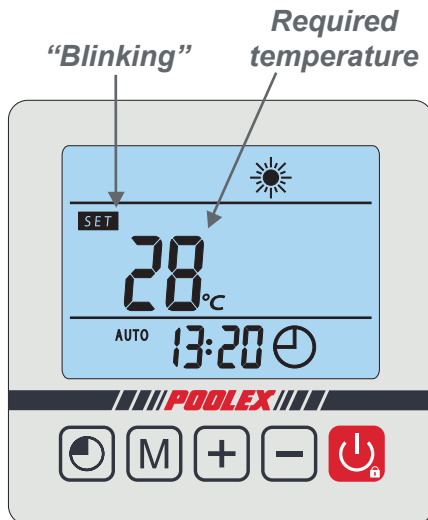 Required
“Blinking” temperature
SET
28°C
AUTO 13:20
POOLEX
M + −